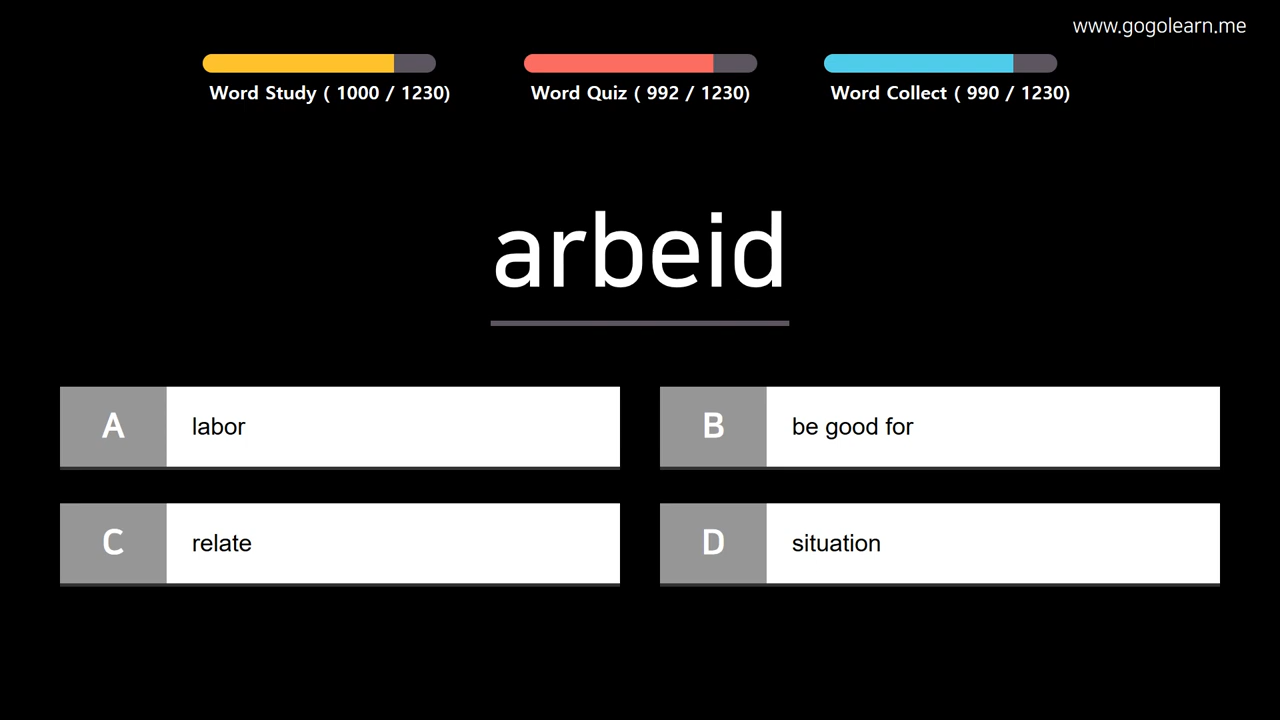 www.gogolearn.me
Word Study ( 1000 / 1230)
Word Quiz ( 992 / 1230)
Word Collect ( 990 / 1230)
arbeid
A labor
B be good for
C relate
D situation